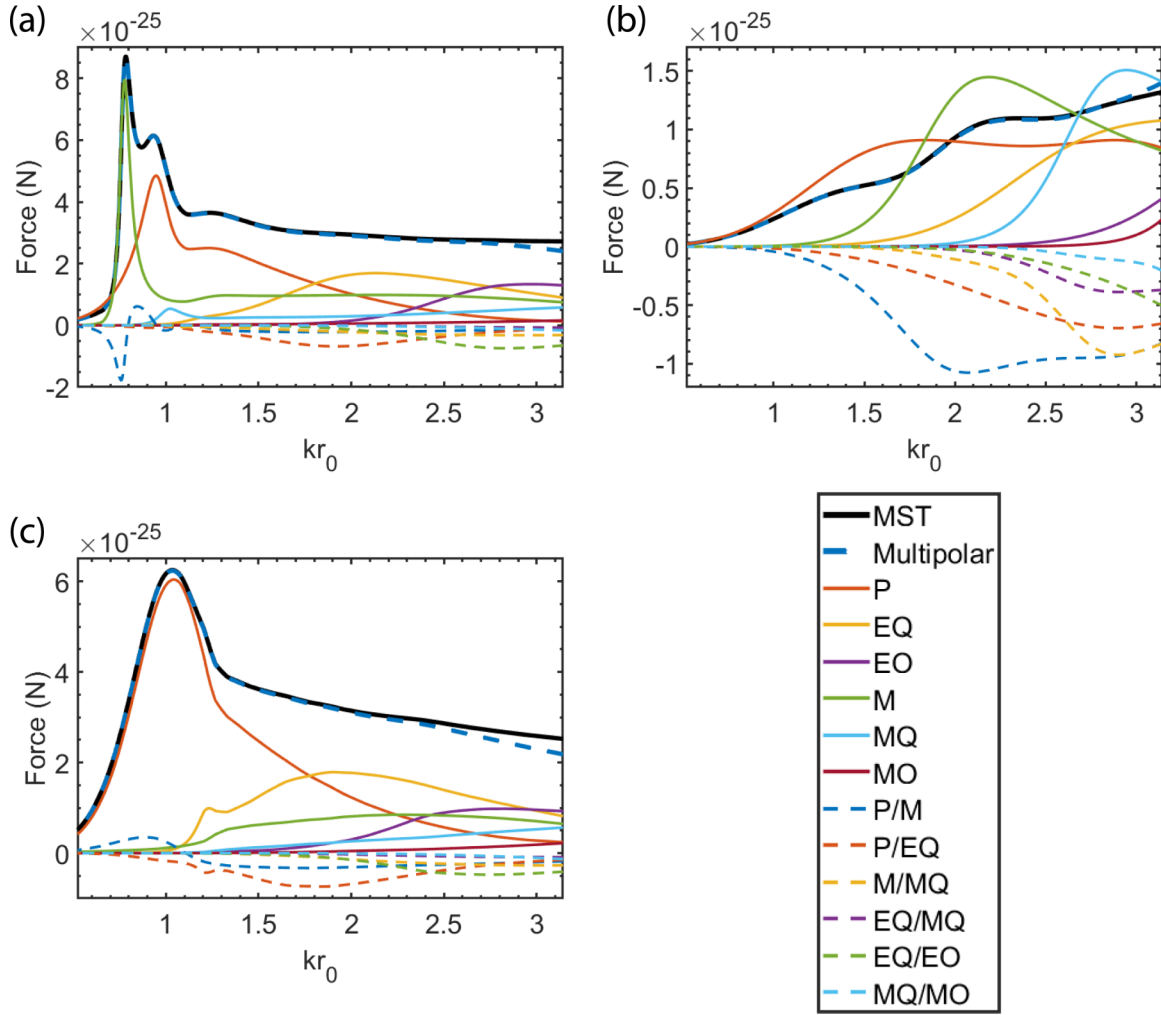 (a)
×10⁻²⁵
8
6
4
2
0
-2
Force (N)
1
1.5
2
2.5
3
kr₀
(b)
×10⁻²⁵
1.5
1
0.5
0
-0.5
-1
Force (N)
1
1.5
2
2.5
3
kr₀
(c)
×10⁻²⁵
6
4
2
0
Force (N)
1
1.5
2
2.5
3
kr₀
MST
Multipolar
P
EQ
EO
M
MQ
MO
P/M
P/EQ
M/MQ
EQ/MQ
EQ/EO
MQ/MO